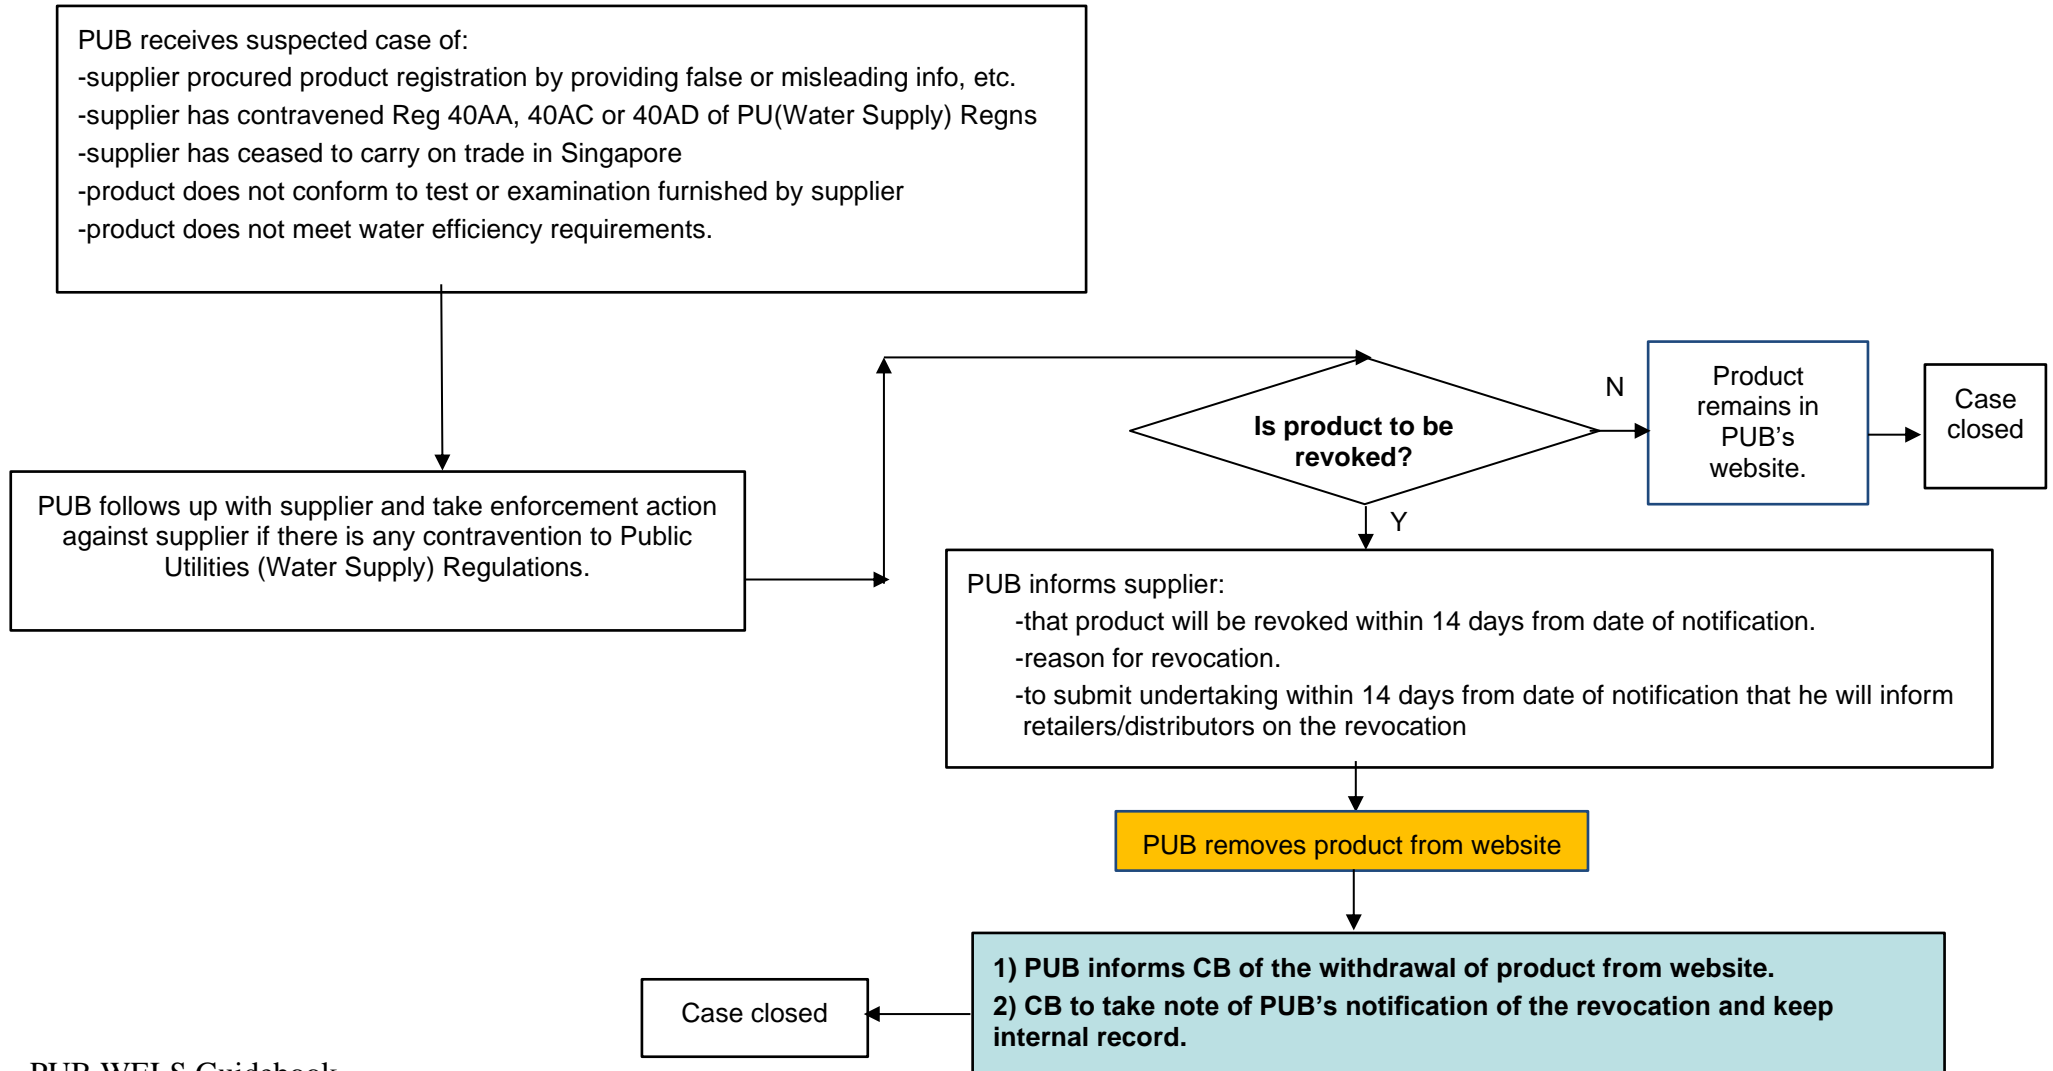 PUB receives suspected case of:
-supplier procured product registration by providing false or misleading info, etc.
-supplier has contravened Reg 40AA, 40AC or 40AD of PU(Water Supply) Regns
-supplier has ceased to carry on trade in Singapore
-product does not conform to test or examination furnished by supplier
-product does not meet water efficiency requirements.
PUB follows up with supplier and take enforcement action
against supplier if there is any contravention to Public
Utilities (Water Supply) Regulations.
Is product to be
revoked?
N
Product
remains in
PUB’s
website.
Case
closed
Y
PUB informs supplier:
-that product will be revoked within 14 days from date of notification.
-reason for revocation.
-to submit undertaking within 14 days from date of notification that he will inform
retailers/distributors on the revocation
PUB removes product from website
1) PUB informs CB of the withdrawal of product from website.
2) CB to take note of PUB’s notification of the revocation and keep
internal record.
Case closed
PUB WELS Guidebook